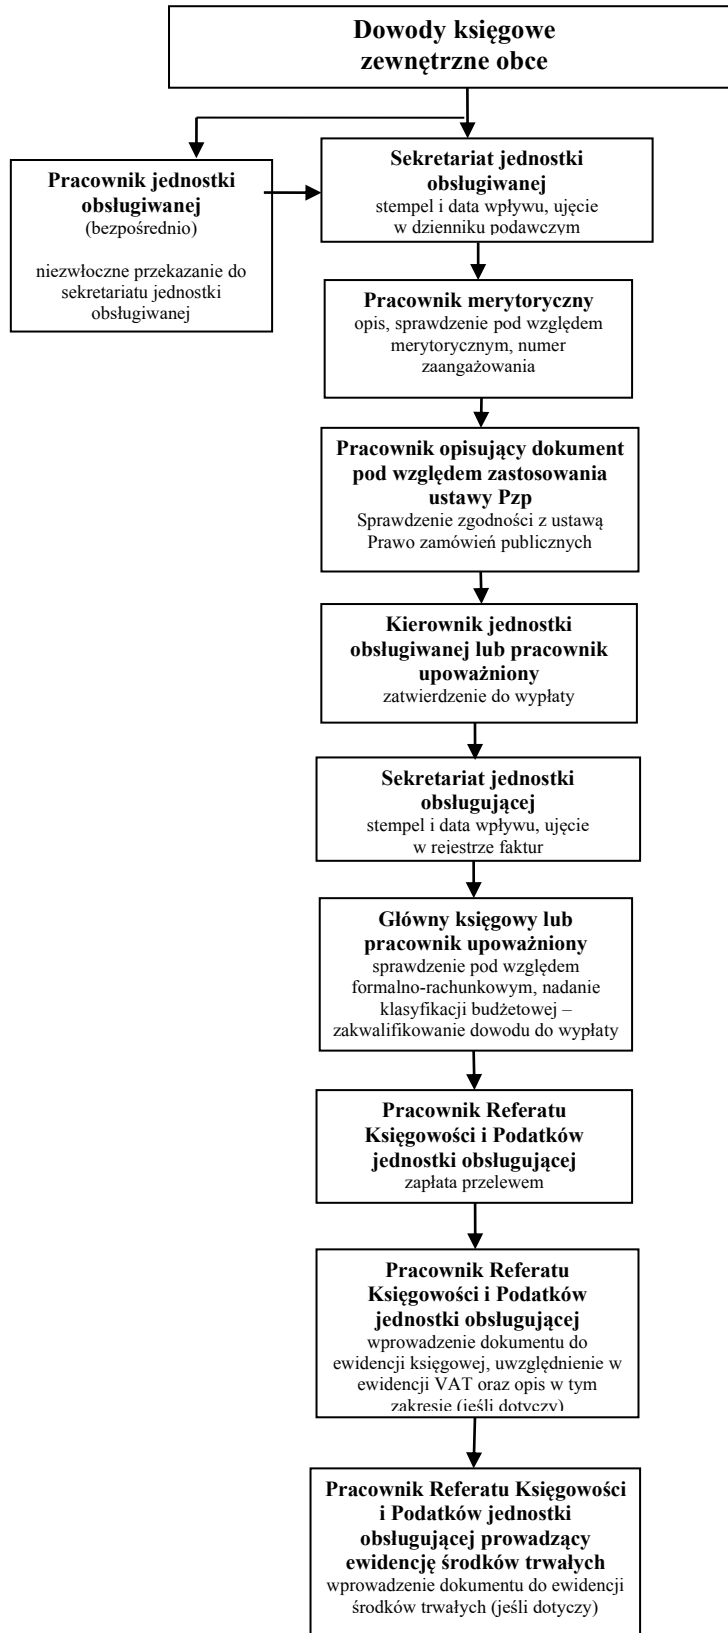 Dowody księgowe
zewnętrzne obce
Pracownik jednostki
obsługiwanej
(bezpośrednio)
niezwłoczne przekazanie do
sekretariatu jednostki
obsługiwanej
Sekretariat jednostki
obsługiwanej
stempel i data wpływu, ujęcie
w dzienniku podawczym
Pracownik merytoryczny
opis, sprawdzenie pod względem
merytorycznym, numer
zaangażowania
Pracownik opisujący dokument
pod względem zastosowania
ustawy Pzp
Sprawdzenie zgodności z ustawą
Prawo zamówień publicznych
Kierownik jednostki
obsługiwanej lub pracownik
upoważniony
zatwierdzenie do wypłaty
Sekretariat jednostki
obsługującej
stempel i data wpływu, ujęcie
w rejestrze faktur
Główny księgowy lub
pracownik upoważniony
sprawdzenie pod względem
formalno-rachunkowym, nadanie
klasyfikacji budżetowej –
zakwalifikowanie dowodu do wypłaty
Pracownik Referatu
Księgowości i Podatków
jednostki obsługującej
zapłata przelewem
Pracownik Referatu
Księgowości i Podatków
jednostki obsługującej
wprowadzenie dokumentu do
ewidencji księgowej, uwzględnienie w
ewidencji VAT oraz opis w tym
zakresie (jeśli dotyczy)
Pracownik Referatu Księgowości
i Podatków jednostki
obsługującej prowadzący
ewidencję środków trwałych
wprowadzenie dokumentu do ewidencji
środków trwałych (jeśli dotyczy)